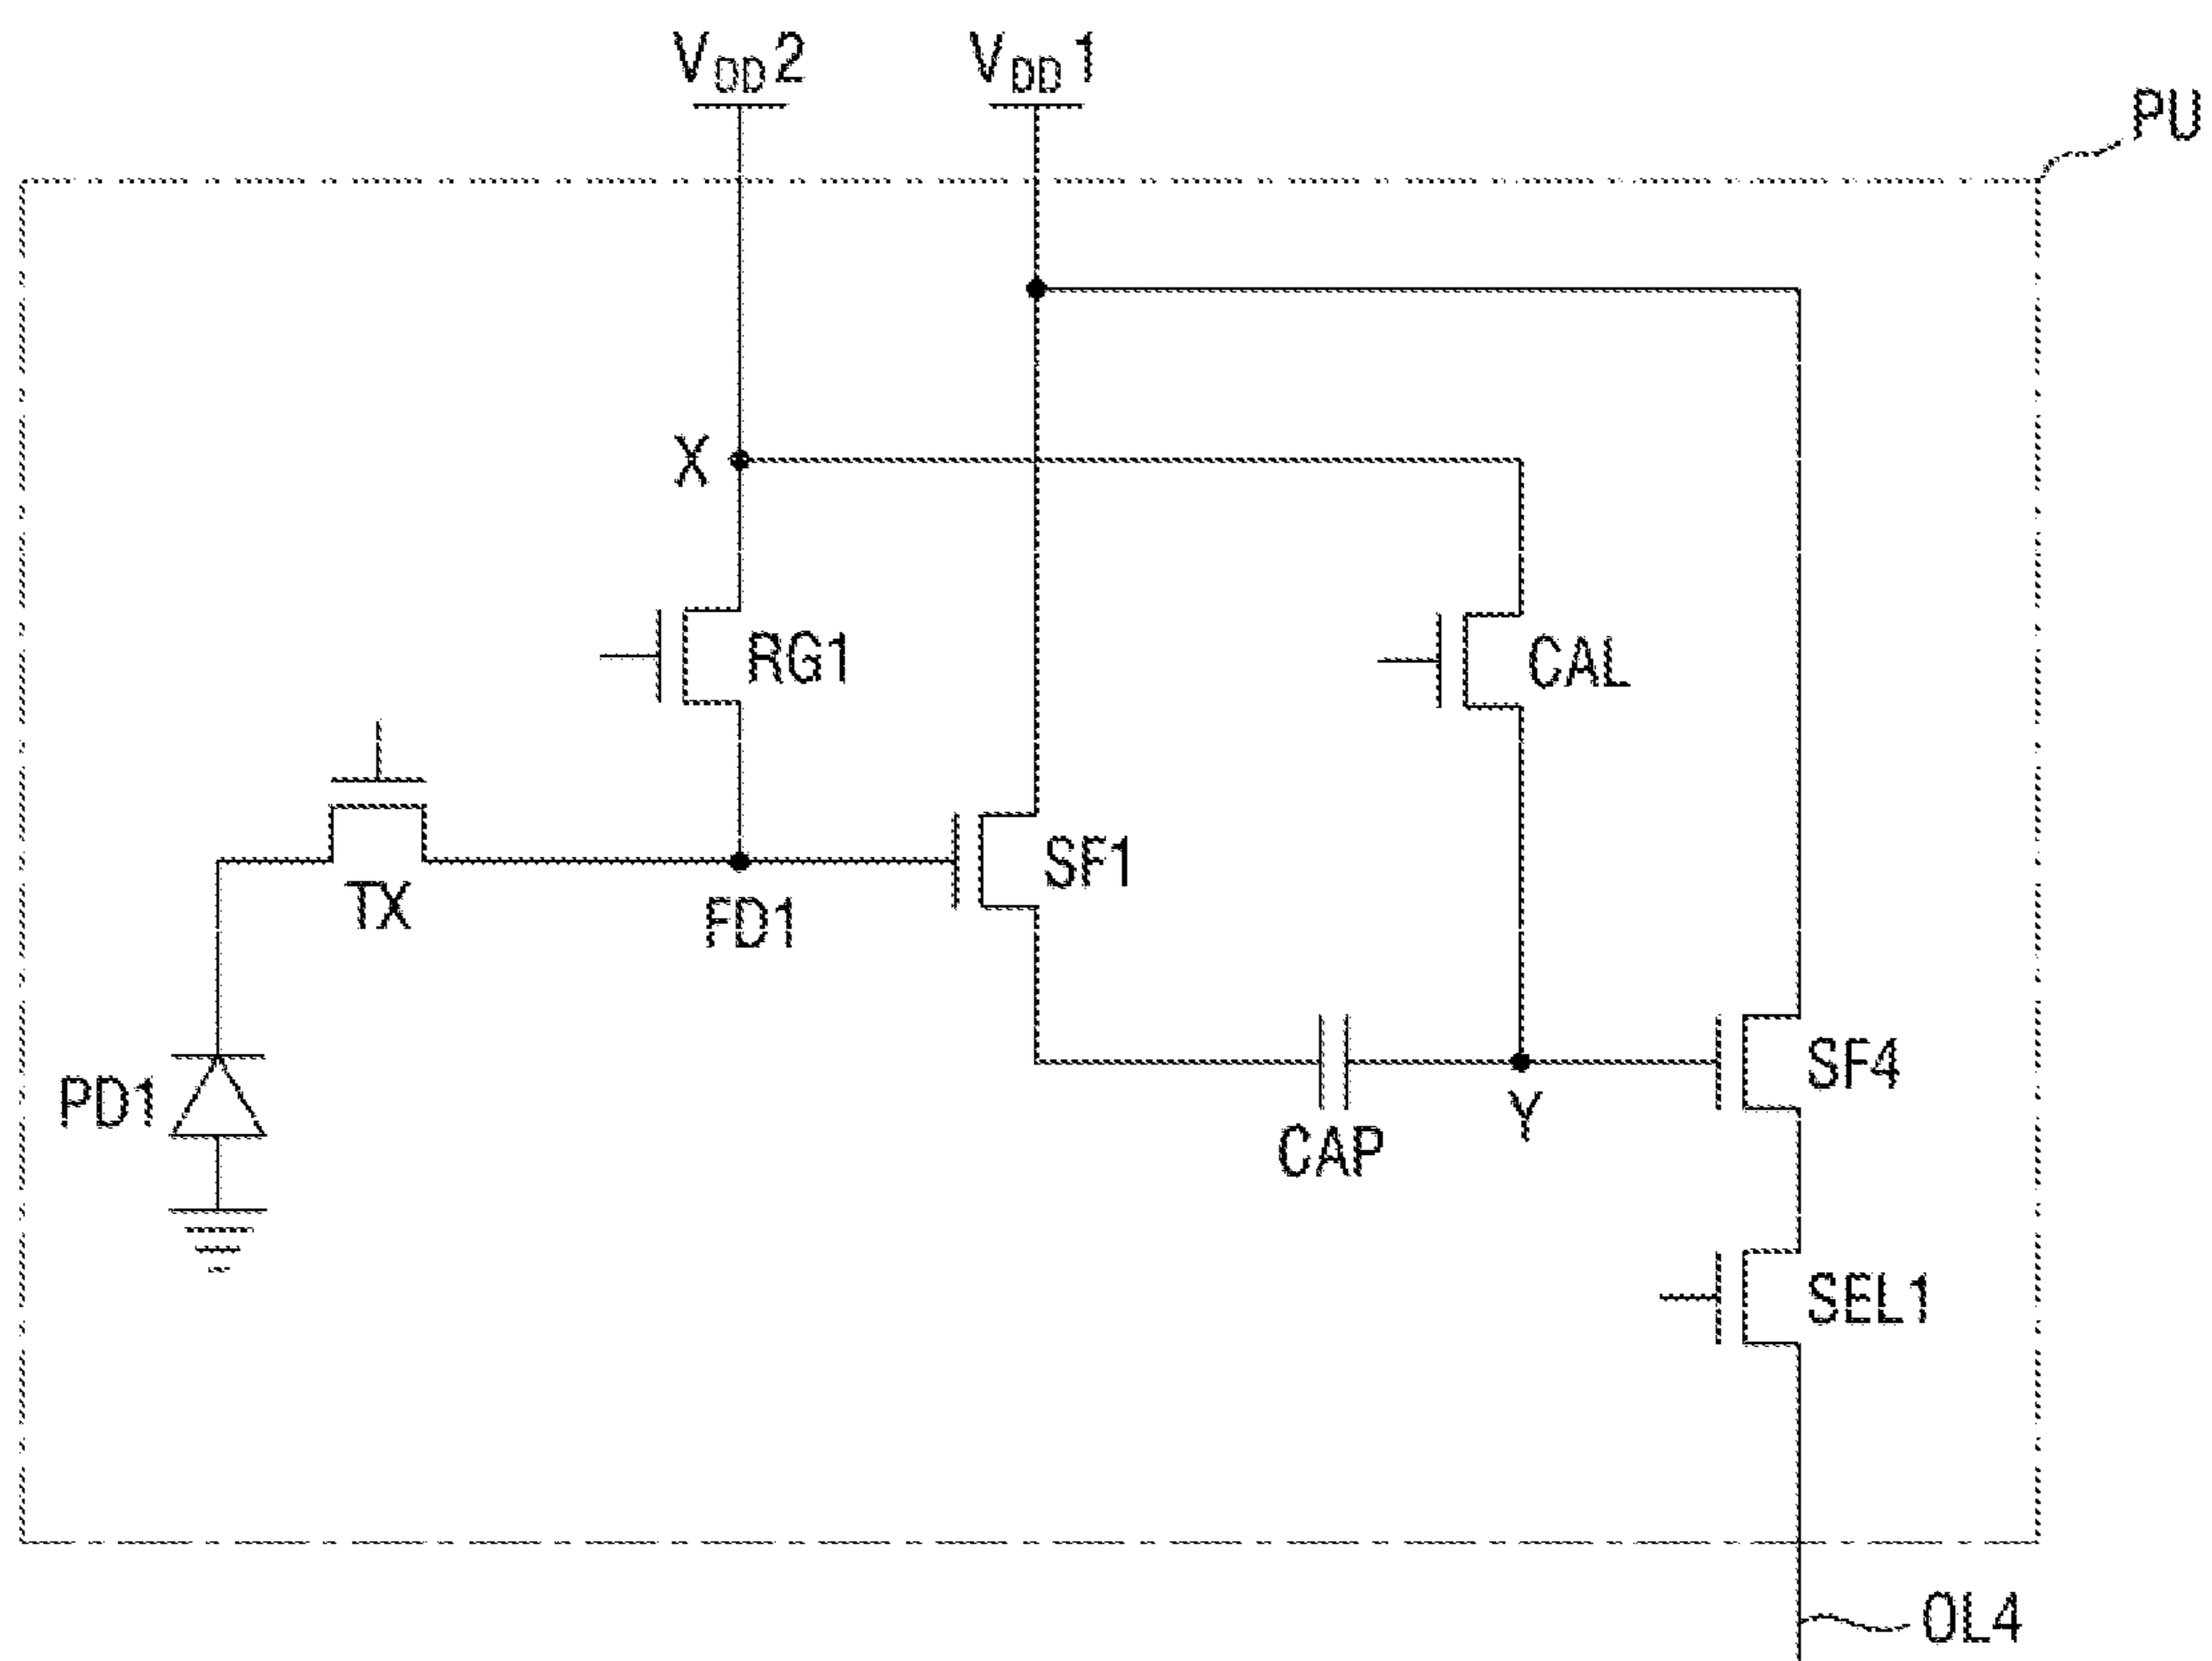 VDD2
VDD1
PU
X
RG1
CAL
TX
FD1
SF1
PD1
CAP
Y
SF4
SEL1
OL4